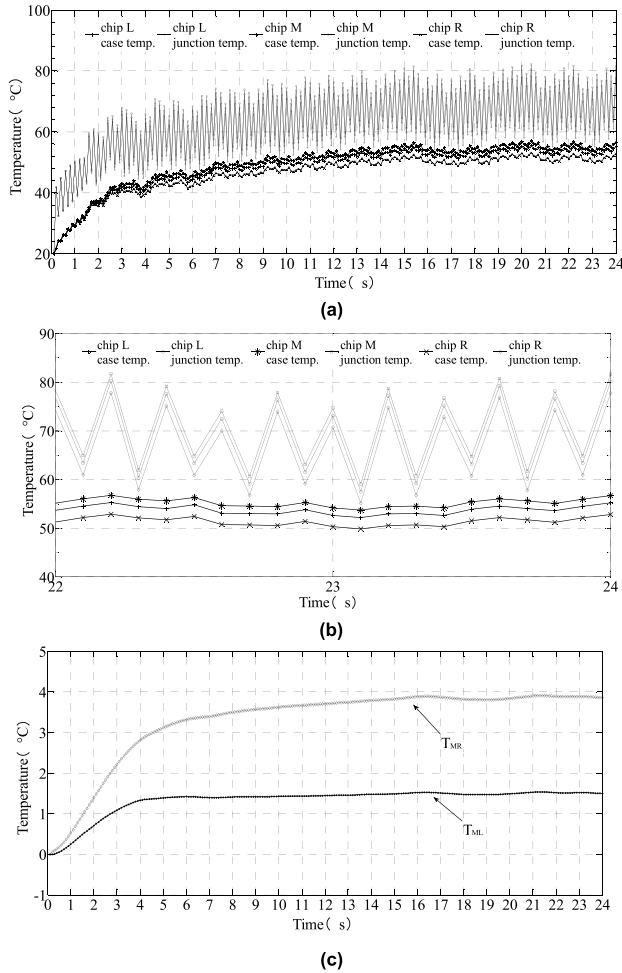 100
80
60
40
20
Temperature( °C)
chip L case temp.
chip L junction temp.
chip M case temp.
chip M junction temp.
chip R case temp.
chip R junction temp.
0 1 2 3 4 5 6 7 8 9 10 11 12 13 14 15 16 17 18 19 20 21 22 23 24
Time( s)
(a)
90
80
70
60
50
40
Temperature( °C)
chip L case temp.
chip L junction temp.
chip M case temp.
chip M junction temp.
chip R case temp.
chip R junction temp.
22 23 24
Time( s)
(b)
5
4
3
2
1
0
-1
Temperature( °C)
TMR
TML
0 1 2 3 4 5 6 7 8 9 10 11 12 13 14 15 16 17 18 19 20 21 22 23 24
Time( s)
(c)